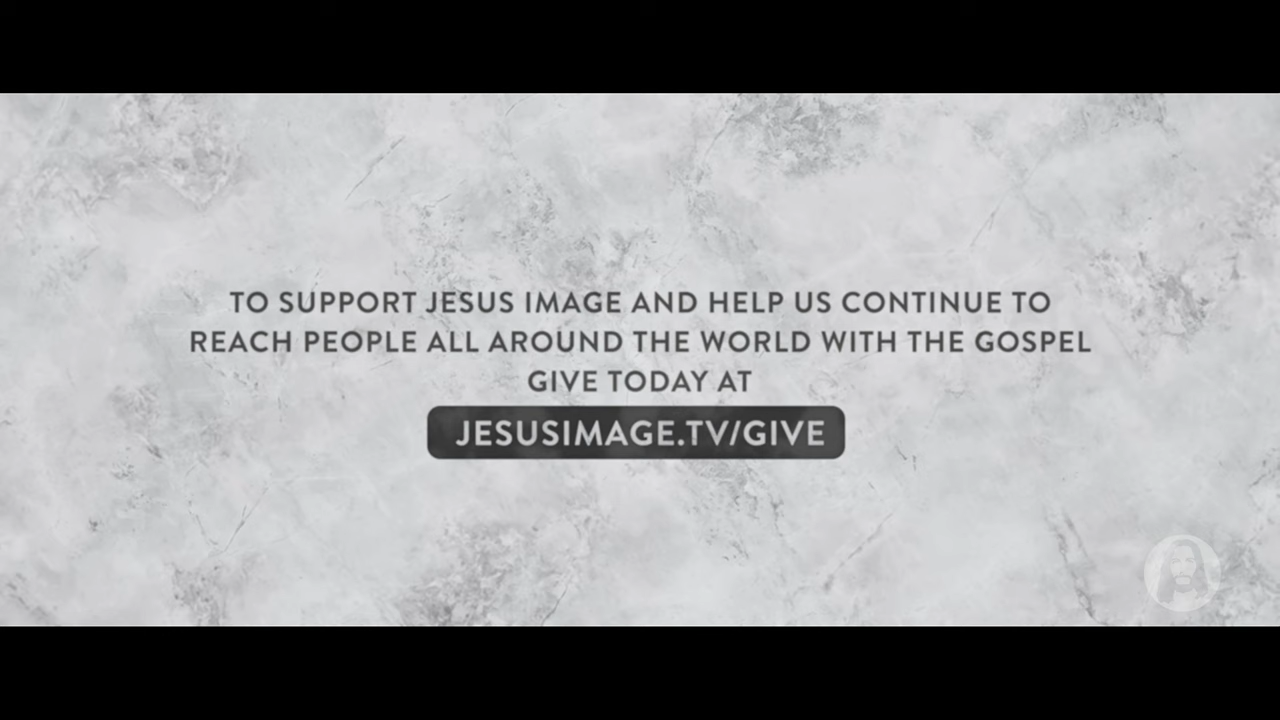 TO SUPPORT JESUS IMAGE AND HELP US CONTINUE TO
REACH PEOPLE ALL AROUND THE WORLD WITH THE GOSPEL
GIVE TODAY AT
JESUSIMAGE.TV/GIVE